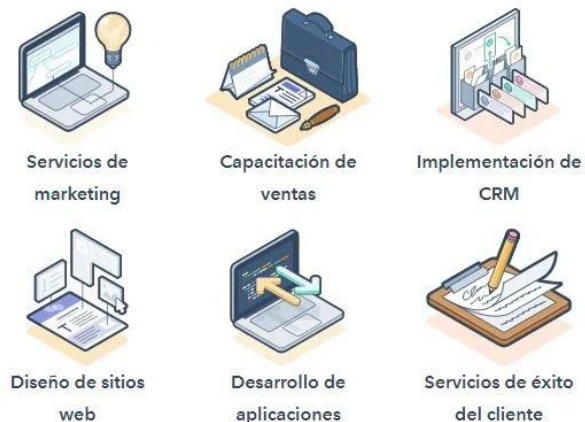 Servicios de
marketing
Capacitación de
ventas
Implementación de
CRM
Diseño de sitios
web
Desarrollo de
aplicaciones
Servicios de éxito
del cliente